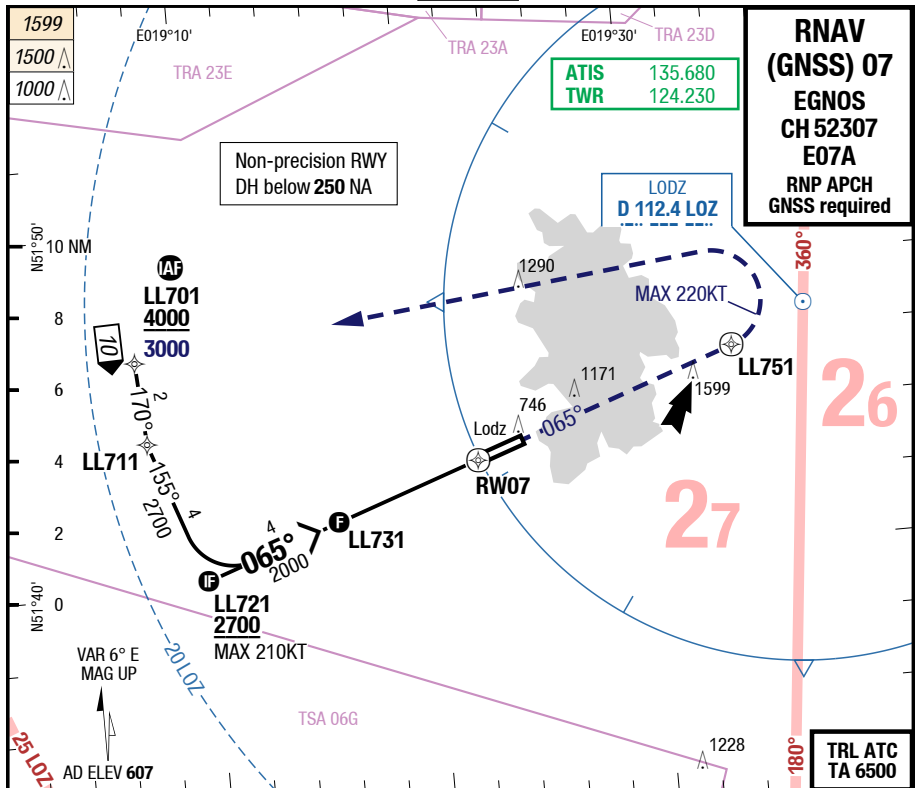 1599
1500
1000
E019°10'
E019°30'
TRA 23A
TRA 23D
TRA 23E
ATIS 135.680
TWR 124.230
RNAV
(GNSS) 07
EGNOS
CH 52307
E07A
RNP APCH
GNSS required
Non-precision RWY
DH below 250 NA
LODZ
D 112.4 LOZ
N51°50'
10 NM
8
6
4
2
0
N51°40'
360°
IAF
LL701
4000
3000
10
2
170°
LL711
155°
4
2700
1290
MAX 220KT
LL751
1599
1171
746
Lodz
065°
RW07
26
27
F
LL731
4
065°
2000
IF
LL721
2700
MAX 210KT
20 LOZ
VAR 6° E
MAG UP
AD ELEV 607
25 LOZ
TSA 06G
1228
180°
TRL ATC
TA 6500